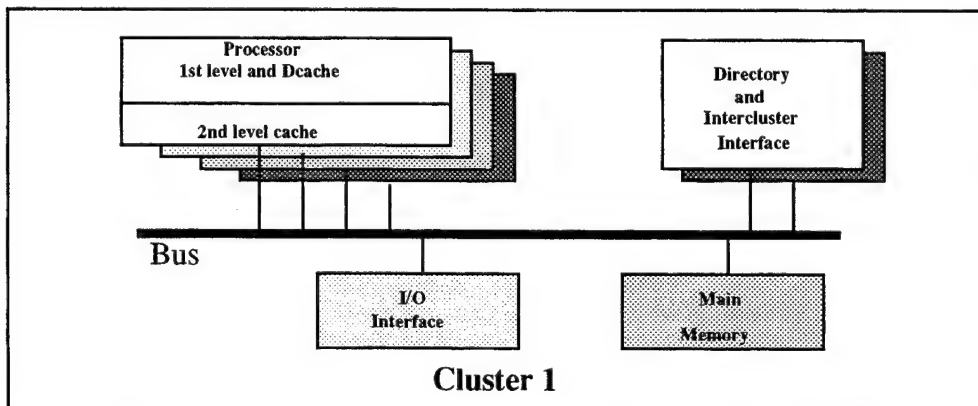 Processor
1st level and Dcache
2nd level cache
Directory
and
Intercluster
Interface
Bus
I/O
Interface
Main
Memory
Cluster 1